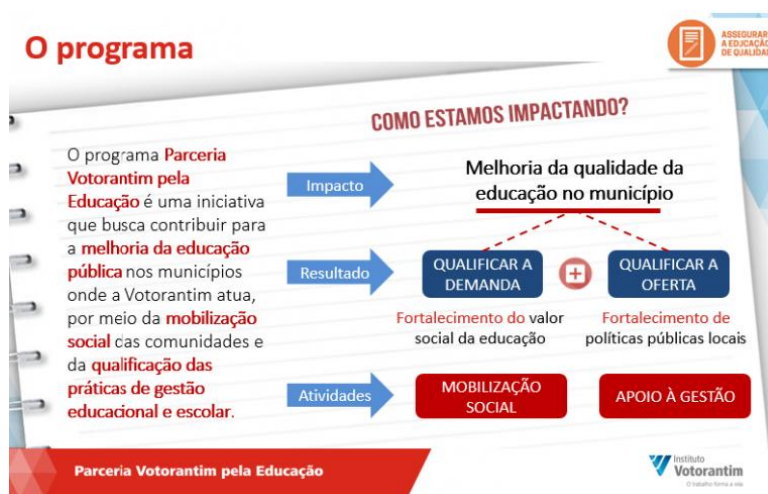 O programa
ASSEGURAR
A EDUCAÇÃO
DE QUALIDADE
COMO ESTAMOS IMPACTANDO?
O programa Parceria
Votorantim pela
Educação é uma iniciativa
que busca contribuir para
a melhoria da educação
pública nos municípios
onde a Votorantim atua,
por meio da mobilização
social das comunidades e
da qualificação das
práticas de gestão
educacional e escolar.
Impacto
Melhoria da qualidade da
educação no município
Resultado
QUALIFICAR A
DEMANDA
QUALIFICAR A
OFERTA
Fortalecimento do valor
social da educação
Fortalecimento de
políticas públicas locais
Atividades
MOBILIZAÇÃO
SOCIAL
APOIO À GESTÃO
Parceria Votorantim pela Educação
Instituto
Votorantim